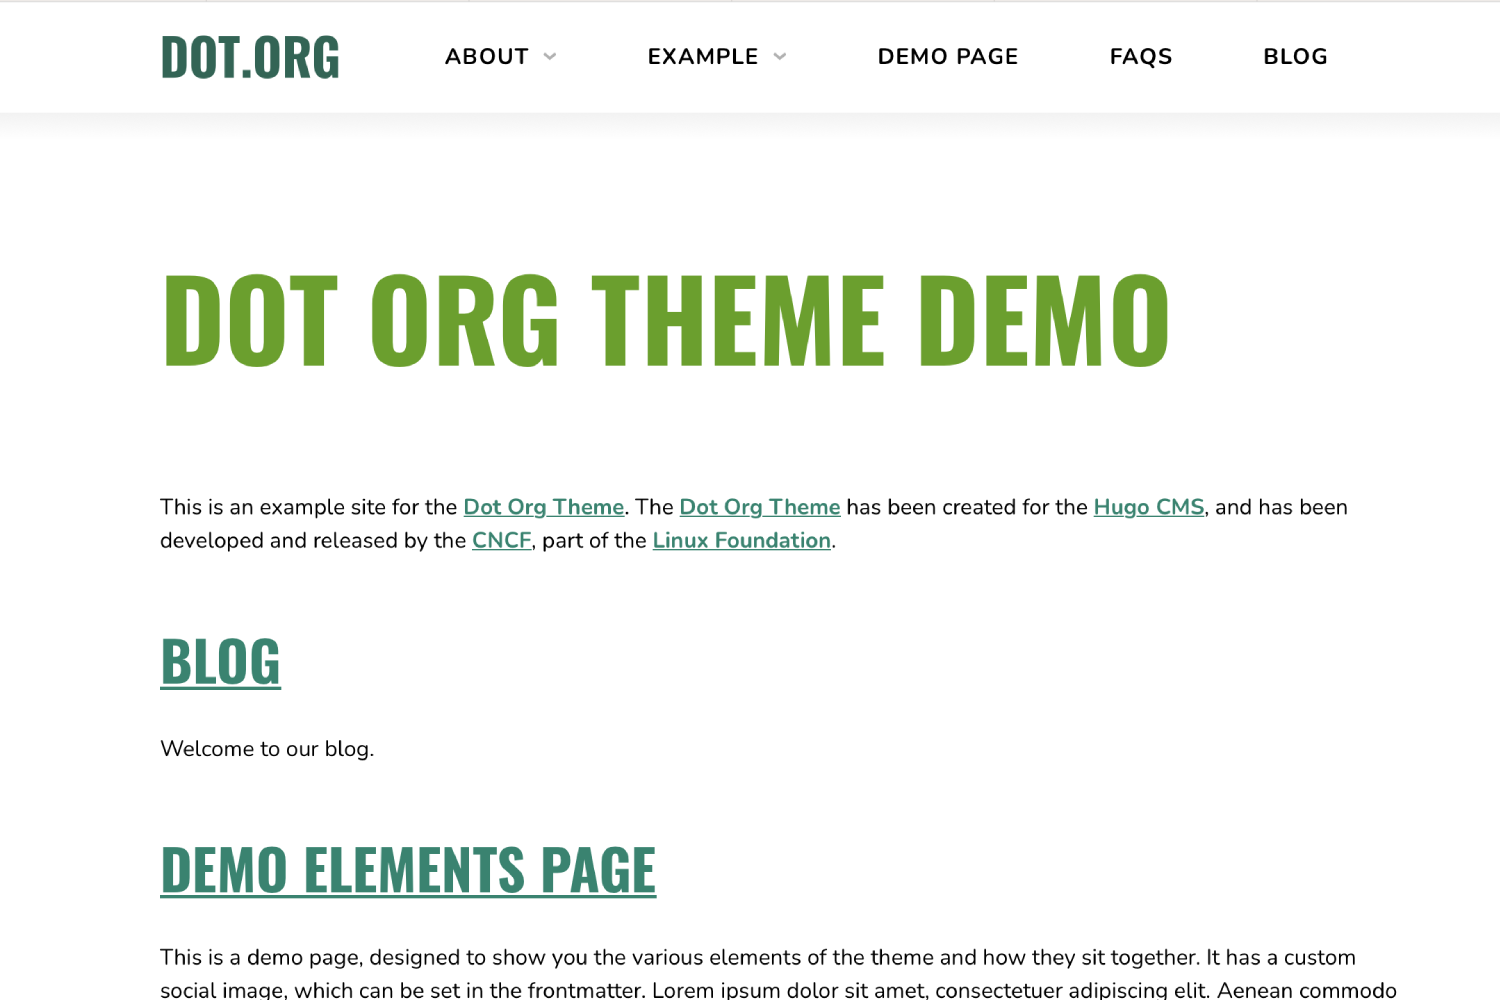 DOT.ORG
ABOUT
EXAMPLE
DEMO PAGE
FAQS
BLOG
DOT ORG THEME DEMO
This is an example site for the Dot Org Theme. The Dot Org Theme has been created for the Hugo CMS, and has been
developed and released by the CNCF, part of the Linux Foundation.
BLOG
Welcome to our blog.
DEMO ELEMENTS PAGE
This is a demo page, designed to show you the various elements of the theme and how they sit together. It has a custom
social image, which can be set in the frontmatter. Lorem ipsum dolor sit amet, consectetuer adipiscing elit. Aenean commodo